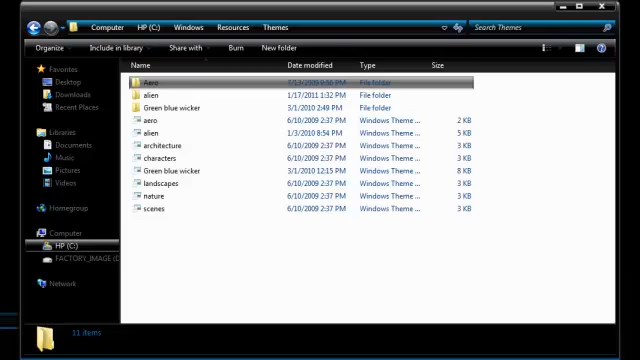 Computer HP (C:) Windows Resources Themes Search Themes
Organize Include in library Share with Burn New folder
Favorites
Desktop
Downloads
Recent Places
Libraries
Documents
Music
Pictures
Videos
Homegroup
Computer
HP (C:)
FACTORY_IMAGE (D
Network
Name Date modified Type Size
Aero File folder
alien 1/17/2011 1:32 PM File folder
Green blue wicker 3/1/2010 2:49 PM File folder
aero 6/10/2009 2:37 PM Windows Theme ... 2 KB
alien 1/3/2010 8:54 PM Windows Theme ... 5 KB
architecture 6/10/2009 2:37 PM Windows Theme ... 3 KB
characters 6/10/2009 2:37 PM Windows Theme ... 3 KB
Green blue wicker 3/1/2010 12:15 PM Windows Theme ... 8 KB
landscapes 6/10/2009 2:37 PM Windows Theme ... 3 KB
nature 6/10/2009 2:37 PM Windows Theme ... 3 KB
scenes 6/10/2009 2:37 PM Windows Theme ... 3 KB
11 items